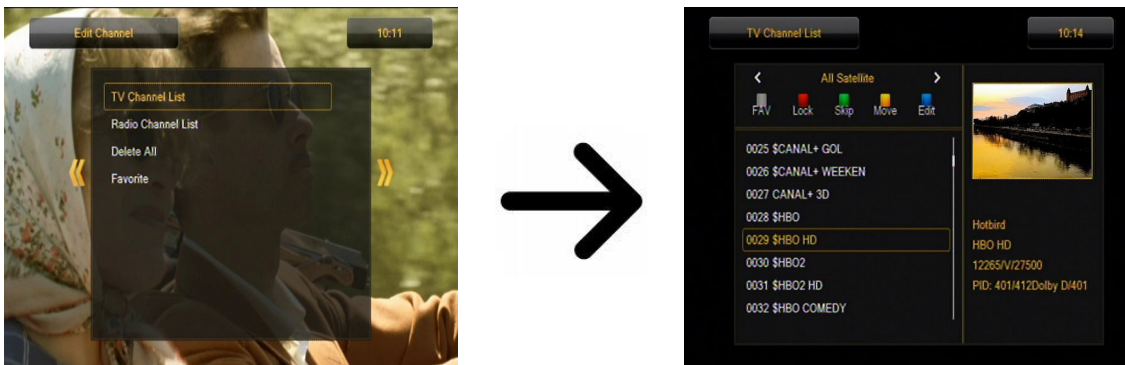 Edit Channel
10:11
TV Channel List
Radio Channel List
Delete All
Favorite
TV Channel List
10:14
All Satellite
FAV Lock Skip Move Edit
0025 $CANAL+ GOL
0026 $CANAL+ WEEKEN
0027 CANAL+ 3D
0028 $HBO
0029 $HBO HD
0030 $HBO2
0031 $HBO2 HD
0032 $HBO COMEDY
Hotbird
HBO HD
12265/V/27500
PID: 401/412Dolby D/401